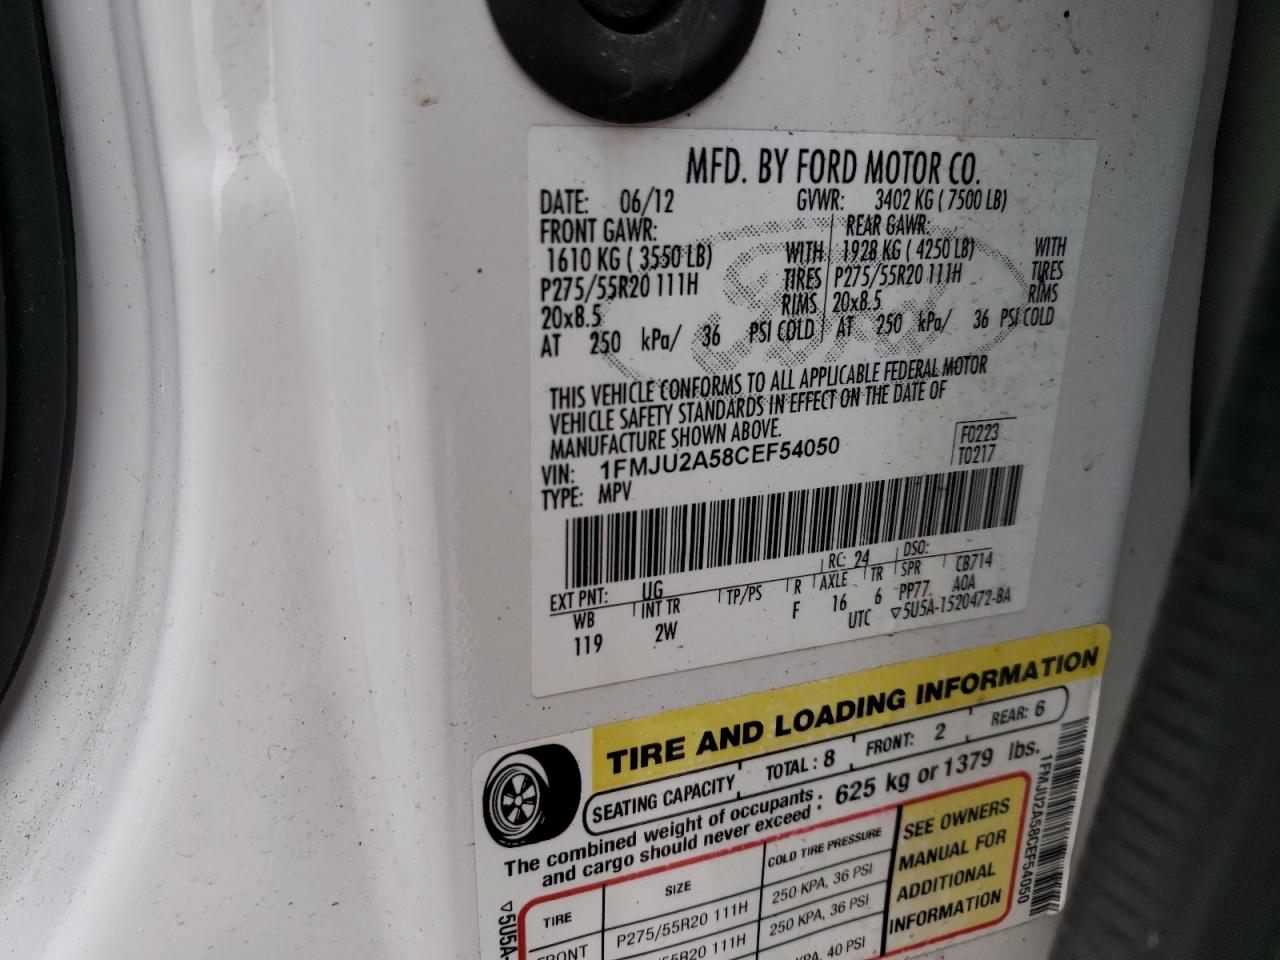 MFD. BY FORD MOTOR CO.
DATE: 06/12 GVWR: 3402 KG ( 7500 LB)
FRONT GAWR: REAR GAWR:
1610 KG ( 3550 LB) WITH 1928 KG ( 4250 LB) WITH
P275/55R20 111H TIRES P275/55R20 111H TIRES
20x8.5 RIMS 20x8.5 RIMS
AT 250 kPa/ 36 PSI COLD AT 250 kPa/ 36 PSI COLD
THIS VEHICLE CONFORMS TO ALL APPLICABLE FEDERAL MOTOR
VEHICLE SAFETY STANDARDS IN EFFECT ON THE DATE OF
MANUFACTURE SHOWN ABOVE.
VIN: 1FMJU2A58CEF54050 F0223
TYPE: MPV T0217
EXT PNT: UG RC: 24 DSO:
WB INT TR TP/PS R AXLE TR SPR CB714
119 2W F 16 6 PP77 A0A
UTC ▽5U5A-1520472-BA
TIRE AND LOADING INFORMATION
SEATING CAPACITY TOTAL : 8 FRONT: 2 REAR: 6
The combined weight of occupants : 625 kg or 1379 lbs.
and cargo should never exceed
TIRE SIZE COLD TIRE PRESSURE
FRONT P275/55R20 111H 250 KPA, 36 PSI
55R20 111H 250 KPA, 36 PSI
KPA, 40 PSI
SEE OWNERS
MANUAL FOR
ADDITIONAL
INFORMATION
1FMJU2A58CEF54050
▽5U5A-